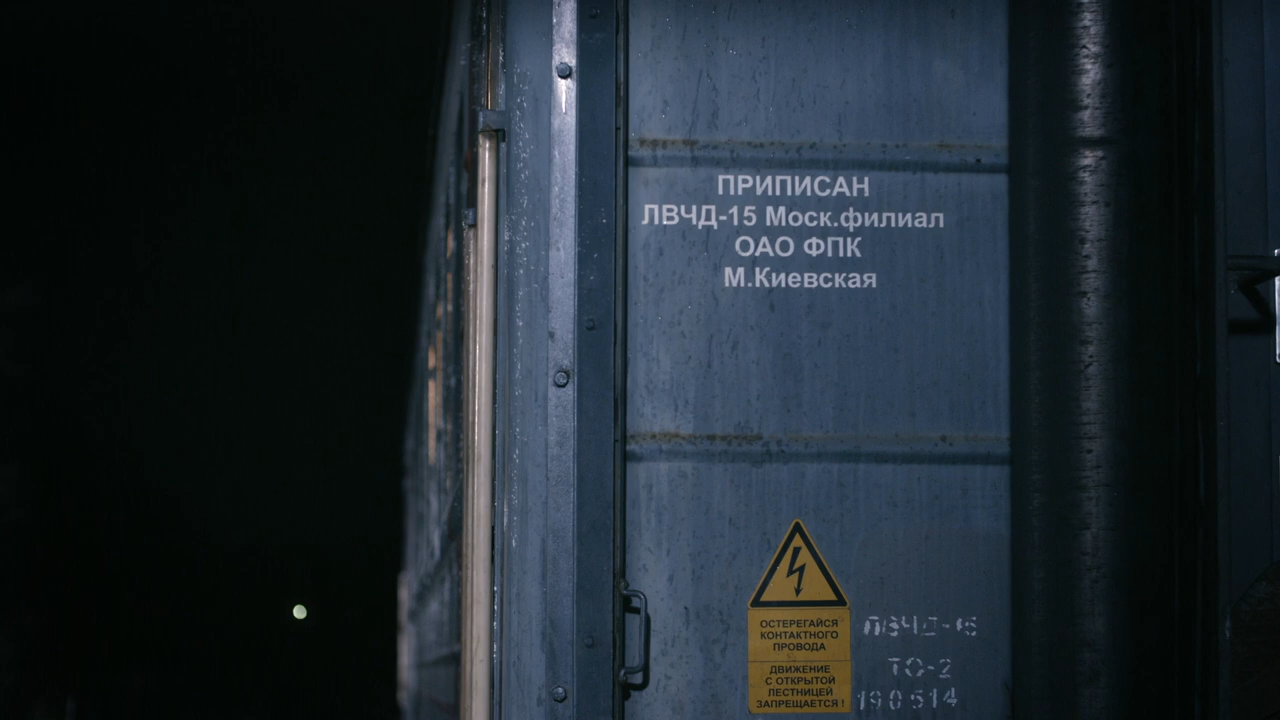 ПРИПИСАН
ЛВЧД-15 Моск.филиал
ОАО ФПК
М.Киевская
ОСТЕРЕГАЙСЯ
КОНТАКТНОГО
ПРОВОДА
ДВИЖЕНИЕ
С ОТКРЫТОЙ
ЛЕСТНИЦЕЙ
ЗАПРЕЩАЕТСЯ !
ЛВЧД-15
ТО-2
190514